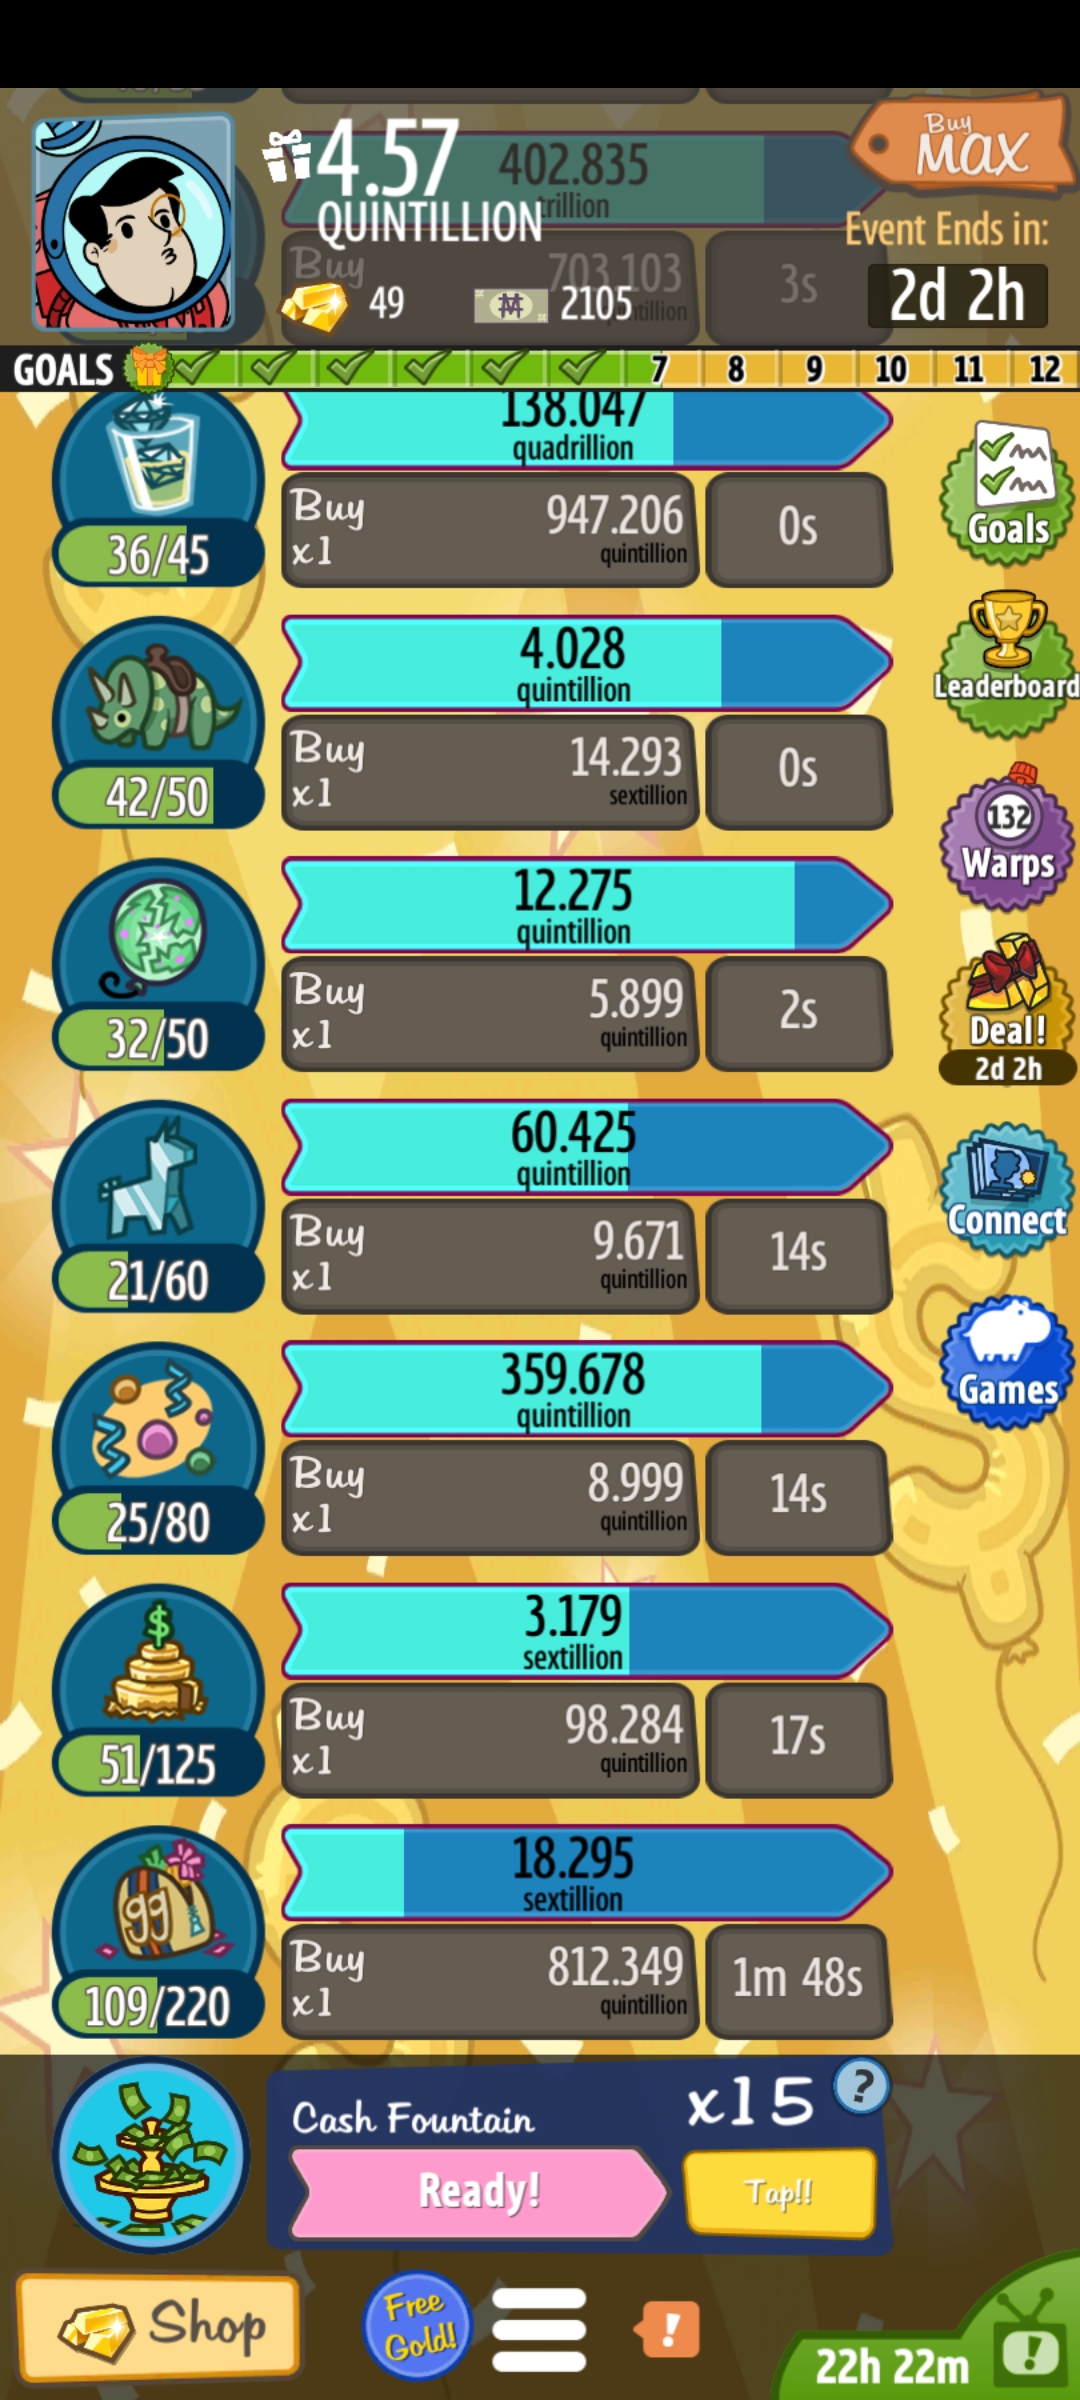 4.57
QUINTILLION
402.835
trillion
Buy
MAX
Event Ends in:
2d 2h
Buy
703.103
3s
49
2105
GOALS
7
8
9
10
11
12
138.047
quadrillion
36/45
Buy
x1
947.206
quintillion
0s
Goals
4.028
quintillion
42/50
Buy
x1
14.293
sextillion
0s
Leaderboard
12.275
quintillion
32/50
Buy
x1
5.899
quintillion
2s
132
Warps
Deal!
2d 2h
60.425
quintillion
21/60
Buy
x1
9.671
quintillion
14s
Connect
359.678
quintillion
25/80
Buy
x1
8.999
quintillion
14s
Games
$
3.179
sextillion
51/125
Buy
x1
98.284
quintillion
17s
99
18.295
sextillion
109/220
Buy
x1
812.349
quintillion
1m 48s
Cash Fountain
x15
?
Ready!
Tap!!
Shop
Free
Gold!
!
22h 22m
!